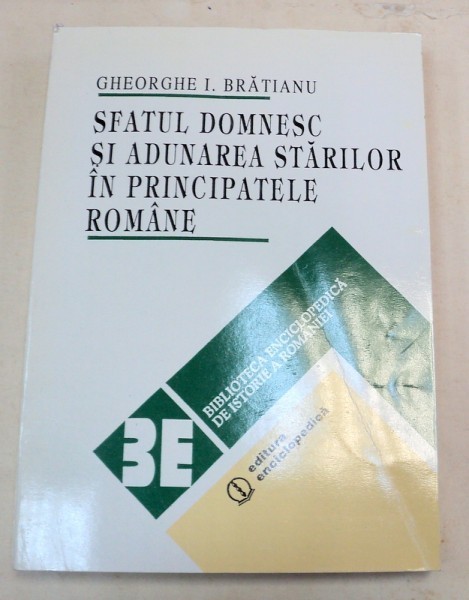 GHEORGHE I. BRĂTIANU
SFATUL DOMNESC
ŞI ADUNAREA STĂRILOR
ÎN PRINCIPATELE
ROMÂNE
BIBLIOTECA ENCICLOPEDICĂ
DE ISTORIE A ROMÂNIEI
3E
editura
enciclopedică